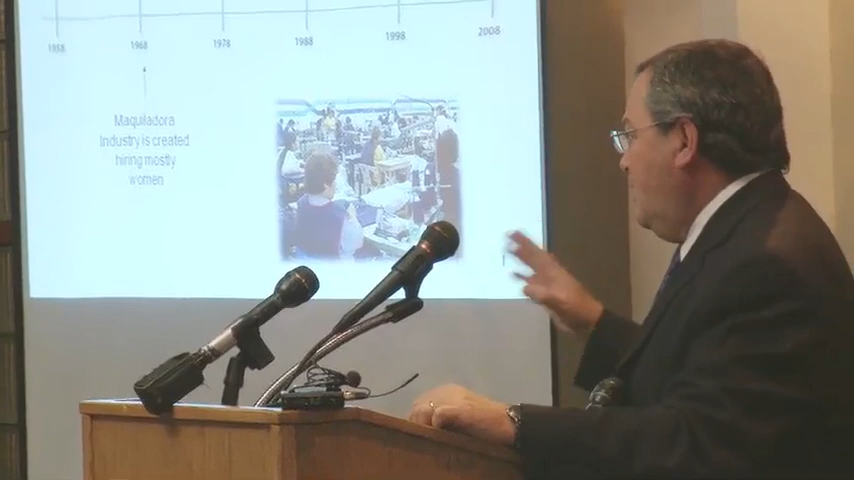 1958 1968 1978 1988 1998 2008
Maquiladora
Industry is created
hiring mostly
women